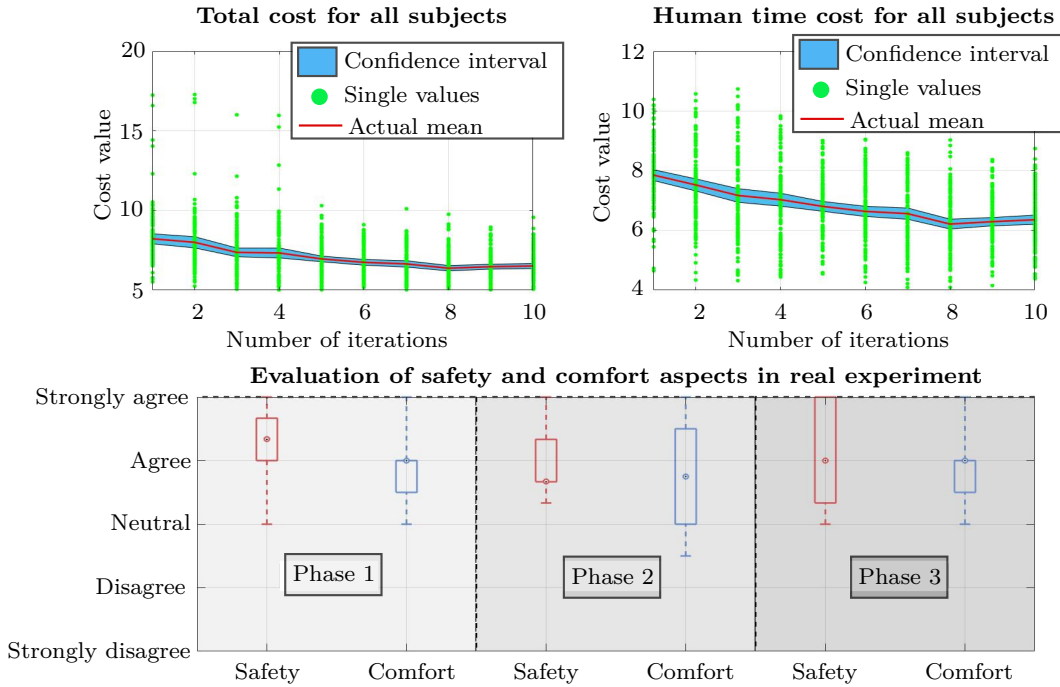 Total cost for all subjects
20
15
10
5
Cost value
Confidence interval
Single values
Actual mean
2 4 6 8 10
Number of iterations
Human time cost for all subjects
12
10
8
6
4
Cost value
Confidence interval
Single values
Actual mean
2 4 6 8 10
Number of iterations
Evaluation of safety and comfort aspects in real experiment
Strongly agree
Agree
Neutral
Disagree
Strongly disagree
Phase 1
Phase 2
Phase 3
Safety Comfort Safety Comfort Safety Comfort